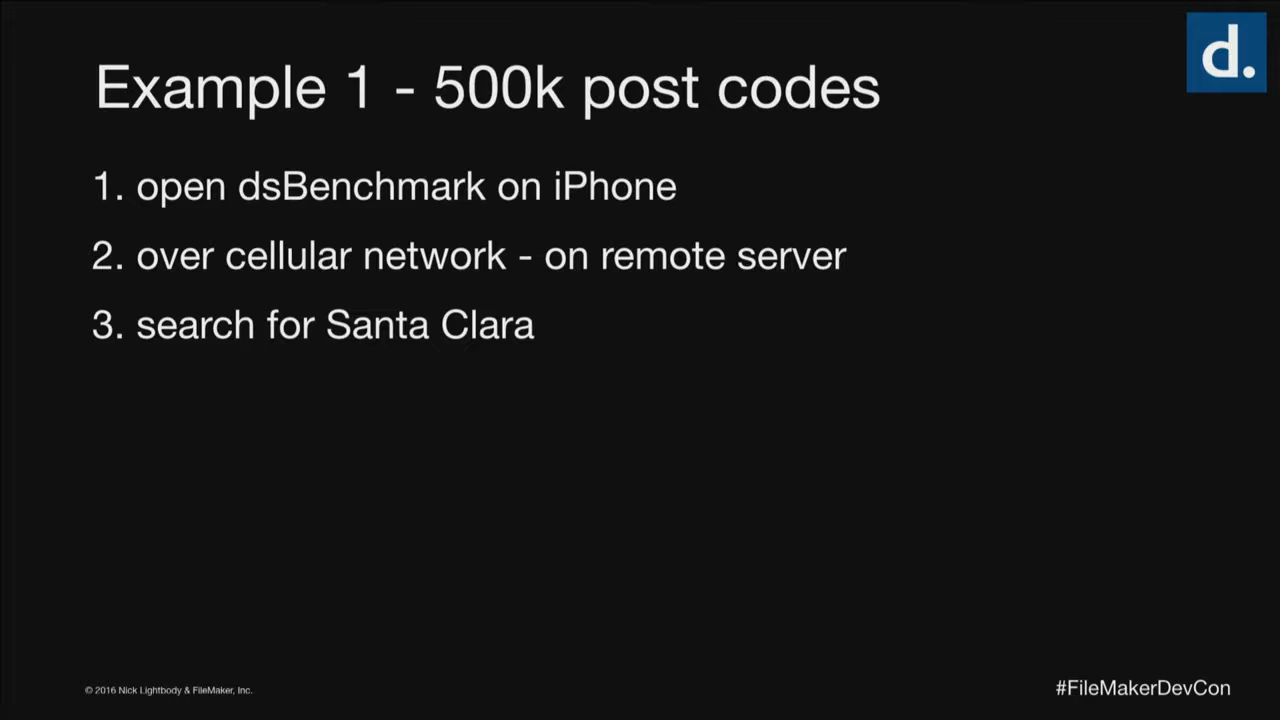 d.
Example 1 - 500k post codes
1. open dsBenchmark on iPhone
2. over cellular network - on remote server
3. search for Santa Clara
© 2016 Nick Lightbody & FileMaker, Inc.
#FileMakerDevCon